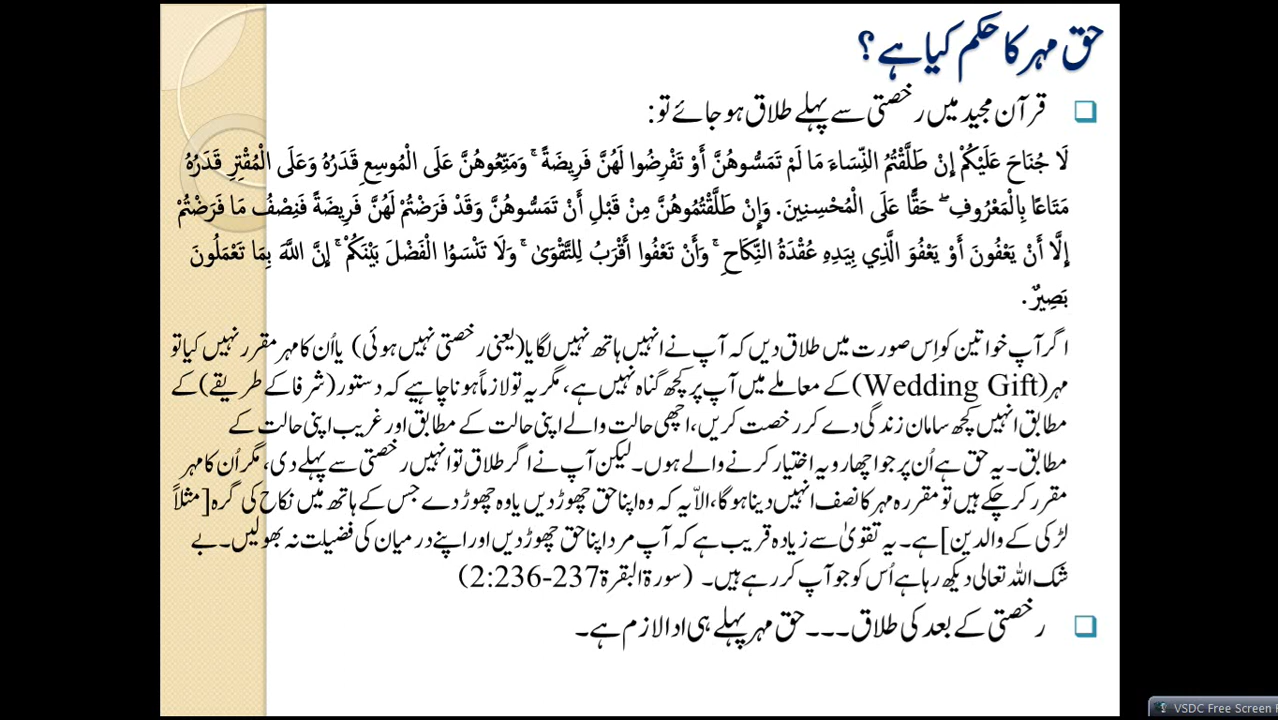 حق مہر کا حکم کیا ہے؟
❑ قرآن مجید میں رخصتی سے پہلے طلاق ہو جائے تو:
لَا جُنَاحَ عَلَيْكُمْ إِنْ طَلَّقْتُمُ النِّسَاءَ مَا لَمْ تَمَسُّوهُنَّ أَوْ تَفْرِضُوا لَهُنَّ فَرِيضَةً ۚ وَمَتِّعُوهُنَّ عَلَى الْمُوسِعِ قَدَرُهُ وَعَلَى الْمُقْتِرِ قَدَرُهُ
مَتَاعًا بِالْمَعْرُوفِ ۖ حَقًّا عَلَى الْمُحْسِنِينَ. وَإِنْ طَلَّقْتُمُوهُنَّ مِنْ قَبْلِ أَنْ تَمَسُّوهُنَّ وَقَدْ فَرَضْتُمْ لَهُنَّ فَرِيضَةً فَنِصْفُ مَا فَرَضْتُمْ
إِلَّا أَنْ يَعْفُونَ أَوْ يَعْفُوَ الَّذِي بِيَدِهِ عُقْدَةُ النِّكَاحِ ۚ وَأَنْ تَعْفُوا أَقْرَبُ لِلتَّقْوَىٰ ۚ وَلَا تَنْسَوُا الْفَضْلَ بَيْنَكُمْ ۚ إِنَّ اللَّهَ بِمَا تَعْمَلُونَ
بَصِيرٌ.
اگر آپ خواتین کو اِس صورت میں طلاق دیں کہ آپ نے انہیں ہاتھ نہیں لگایا (یعنی رخصتی نہیں ہوئی) یا اُن کا مہر مقرر نہیں کیا تو
مہر (Wedding Gift) کے معاملے میں آپ پر کچھ گناہ نہیں ہے، مگر یہ تو لازماً ہونا چاہیے کہ دستور (شرفا کے طریقے) کے
مطابق انہیں کچھ سامان زندگی دے کر رخصت کریں، اچھی حالت والے اپنی حالت کے مطابق اور غریب اپنی حالت کے
مطابق۔ یہ حق ہے اُن پر جو اچھا رویہ اختیار کرنے والے ہوں۔ لیکن آپ نے اگر طلاق تو انہیں رخصتی سے پہلے دی، مگر اُن کا مہر
مقرر کر چکے ہیں تو مقررہ مہر کا نصف انہیں دینا ہوگا، الاّ یہ کہ وہ اپنا حق چھوڑ دیں یا وہ چھوڑ دے جس کے ہاتھ میں نکاح کی گرہ [مثلاً
لڑکی کے والدین] ہے۔ یہ تقویٰ سے زیادہ قریب ہے کہ آپ مرد اپنا حق چھوڑ دیں اور اپنے درمیان کی فضیلت نہ بھولیں۔ بے
شک اللہ تعالی دیکھ رہا ہے اُس کو جو آپ کر رہے ہیں۔ (سورۃ البقرۃ 237-2:236)
❑ رخصتی کے بعد کی طلاق۔۔۔ حق مہر پہلے ہی ادا لازم ہے۔
VSDC Free Screen